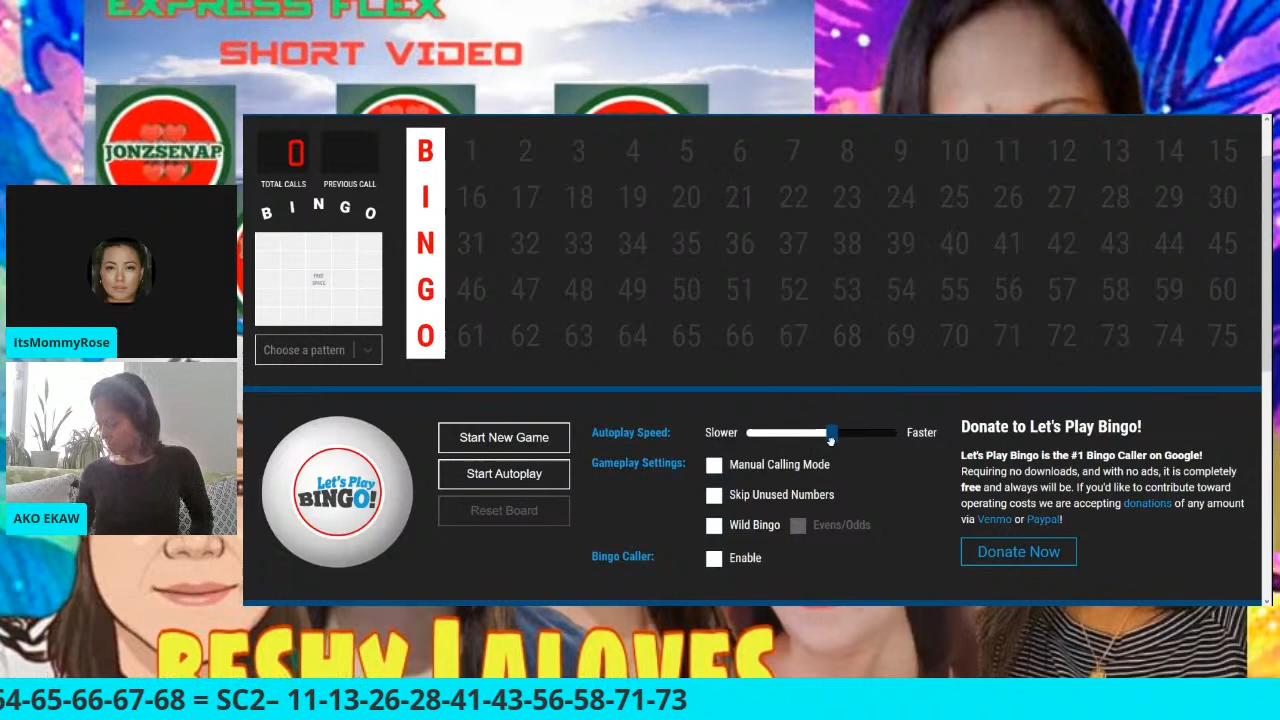 EXPRESS FLEX
SHORT VIDEO
JONZSENAP
0
TOTAL CALLS
PREVIOUS CALL
B I N G O
FREE
SPACE
Choose a pattern
B 1 2 3 4 5 6 7 8 9 10 11 12 13 14 15
I 16 17 18 19 20 21 22 23 24 25 26 27 28 29 30
N 31 32 33 34 35 36 37 38 39 40 41 42 43 44 45
G 46 47 48 49 50 51 52 53 54 55 56 57 58 59 60
O 61 62 63 64 65 66 67 68 69 70 71 72 73 74 75
ItsMommyRose
AKO EKAW
Let's Play
BINGO!
Start New Game
Start Autoplay
Reset Board
Autoplay Speed:
Slower
Faster
Gameplay Settings:
Manual Calling Mode
Skip Unused Numbers
Wild Bingo
Evens/Odds
Bingo Caller:
Enable
Donate to Let's Play Bingo!
Let's Play Bingo is the #1 Bingo Caller on Google!
Requiring no downloads, and with no ads, it is completely
free and always will be. If you'd like to contribute toward
operating costs we are accepting donations of any amount
via Venmo or Paypal!
Donate Now
BESHY LALOVES
64-65-66-67-68 = SC2– 11-13-26-28-41-43-56-58-71-73